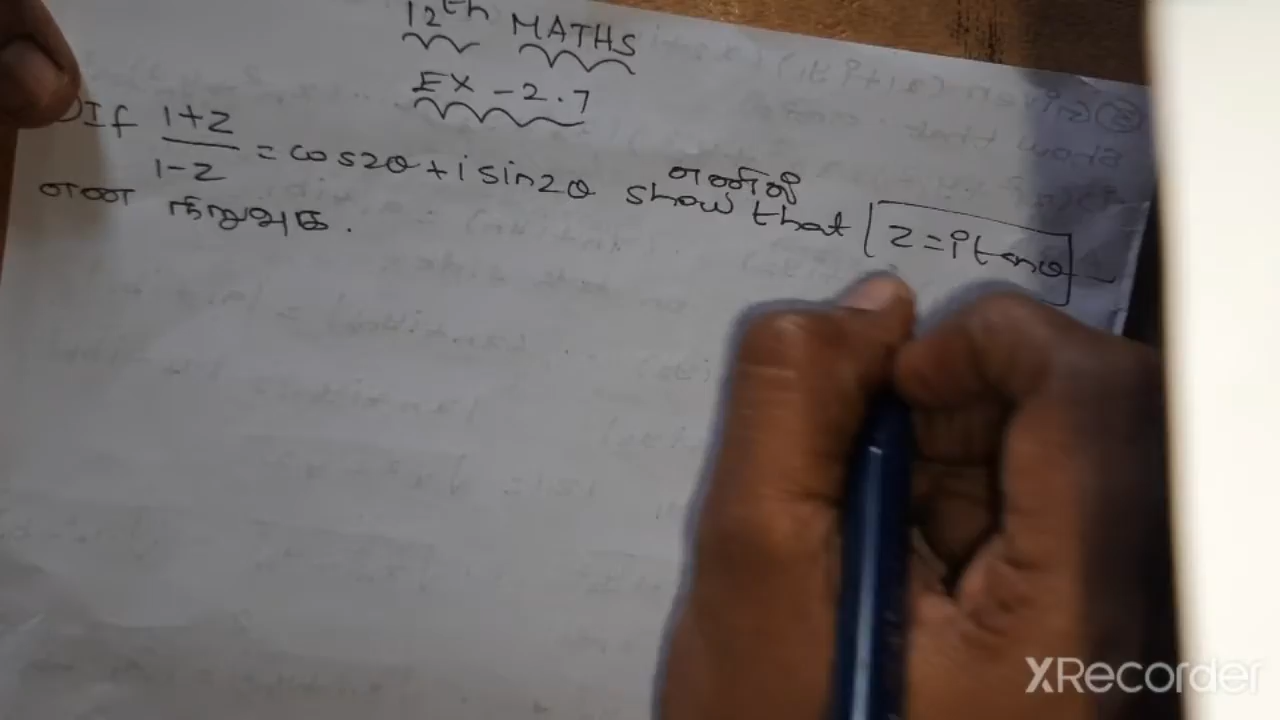 12th MATHS
EX - 2.7
) If 1+z / 1-z = cos2θ + i sin2θ எனில் show that z = i tanθ
என நிறுவுக.
XRecorder